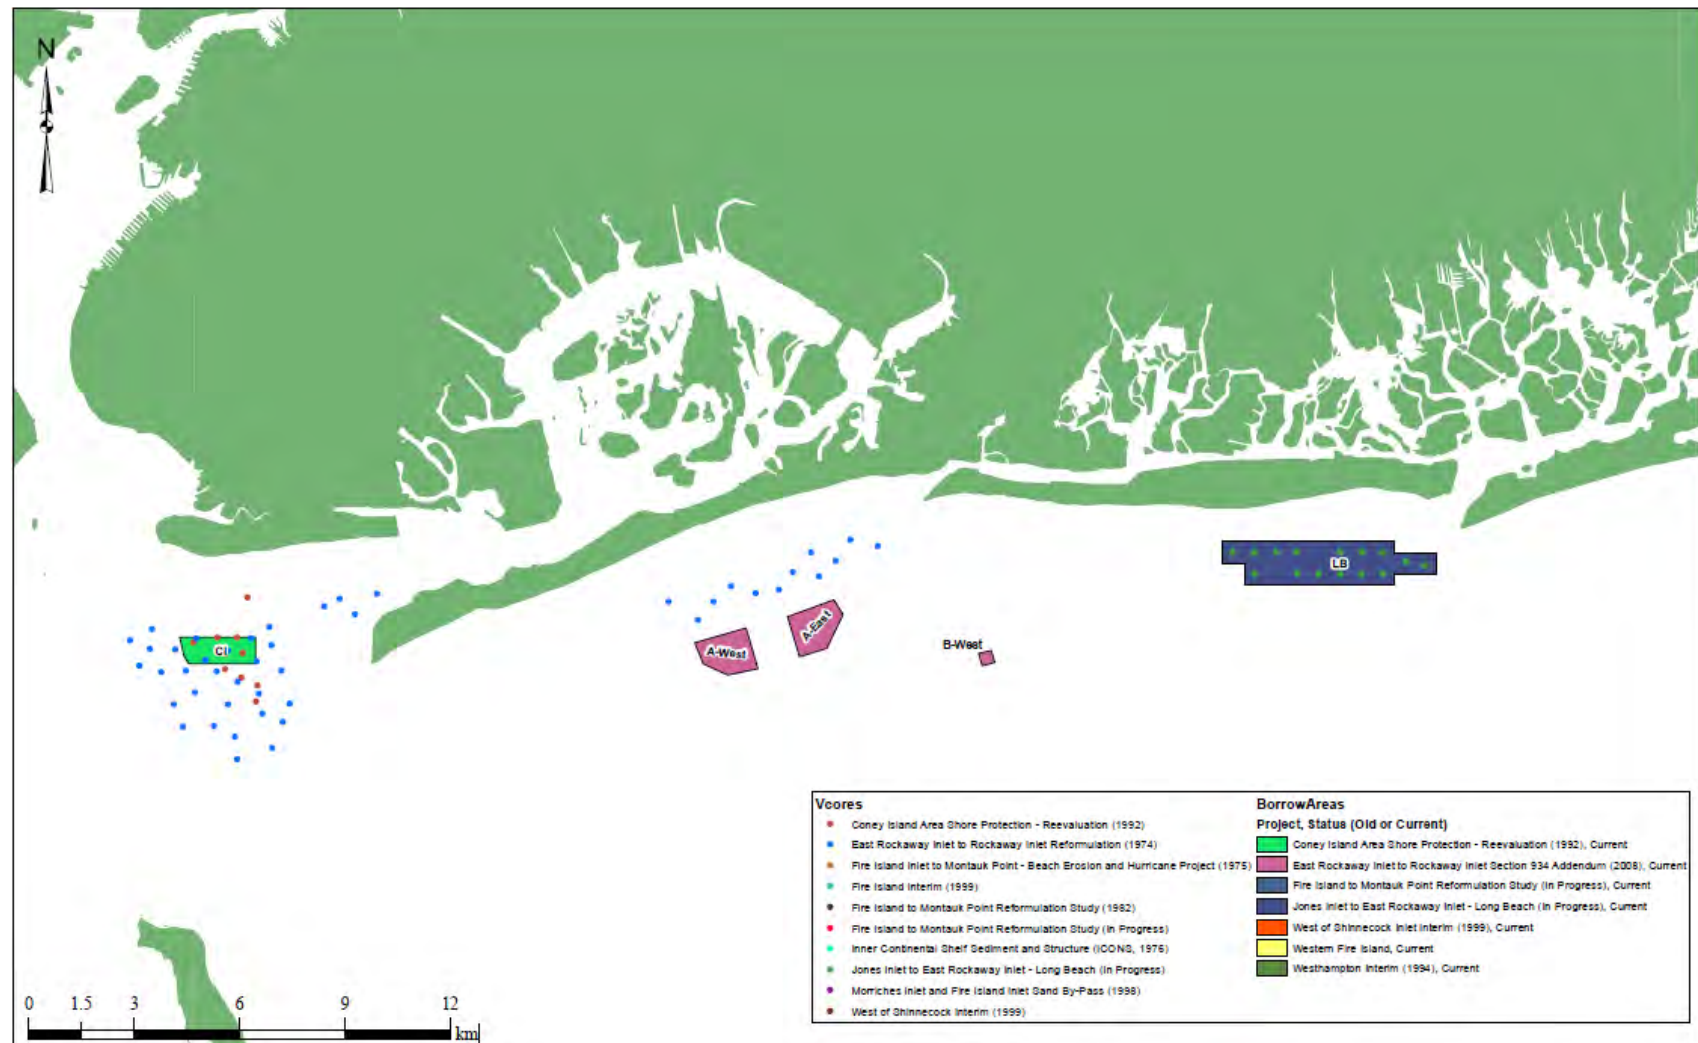 N
CI
A-West
A-East
B-West
LB
Vcores
Coney Island Area Shore Protection - Reevaluation (1992)
East Rockaway Inlet to Rockaway Inlet Reformulation (1974)
Fire Island Inlet to Montauk Point - Beach Erosion and Hurricane Project (1975)
Fire Island Interim (1999)
Fire Island to Montauk Point Reformulation Study (1982)
Fire Island to Montauk Point Reformulation Study (In Progress)
Inner Continental Shelf Sediment and Structure (ICONS, 1976)
Jones Inlet to East Rockaway Inlet - Long Beach (In Progress)
Morriches Inlet and Fire Island Inlet Sand By-Pass (1998)
West of Shinnecock Interim (1999)
BorrowAreas
Project, Status (Old or Current)
Coney Island Area Shore Protection - Reevaluation (1992), Current
East Rockaway Inlet to Rockaway Inlet Section 934 Addendum (2008), Current
Fire Island to Montauk Point Reformulation Study (In Progress), Current
Jones Inlet to East Rockaway Inlet - Long Beach (In Progress), Current
West of Shinnecock Inlet Interim (1999), Current
Western Fire Island, Current
Westhampton Interim (1994), Current
0 1.5 3 6 9 12
km